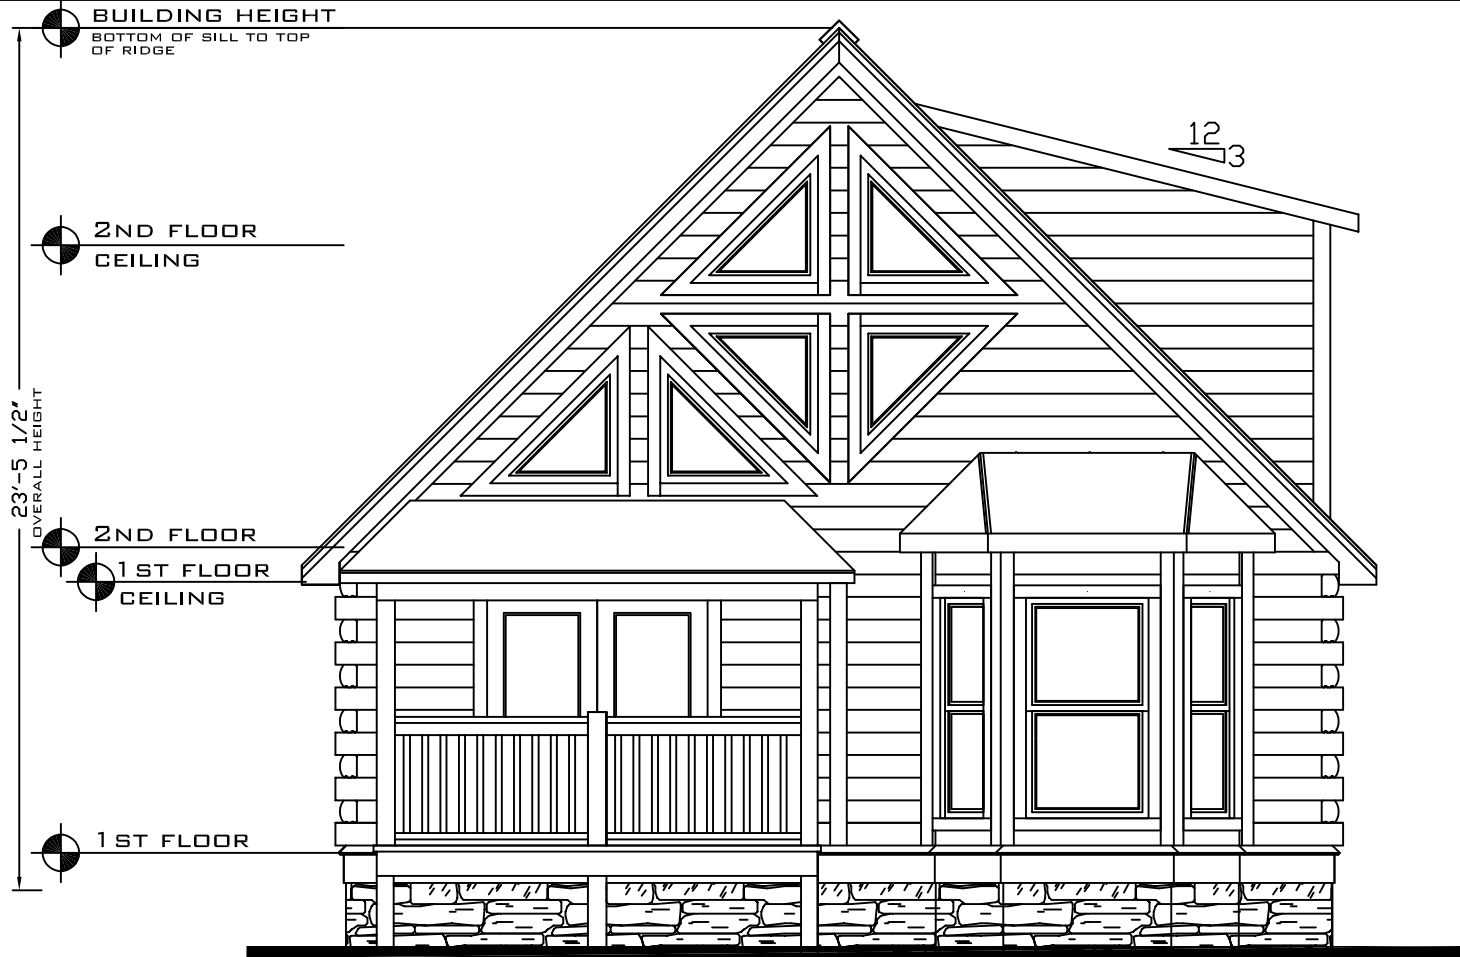 BUILDING HEIGHT
BOTTOM OF SILL TO TOP
OF RIDGE
12
3
2ND FLOOR
CEILING
23'-5 1/2"
OVERALL HEIGHT
2ND FLOOR
1ST FLOOR
CEILING
1ST FLOOR